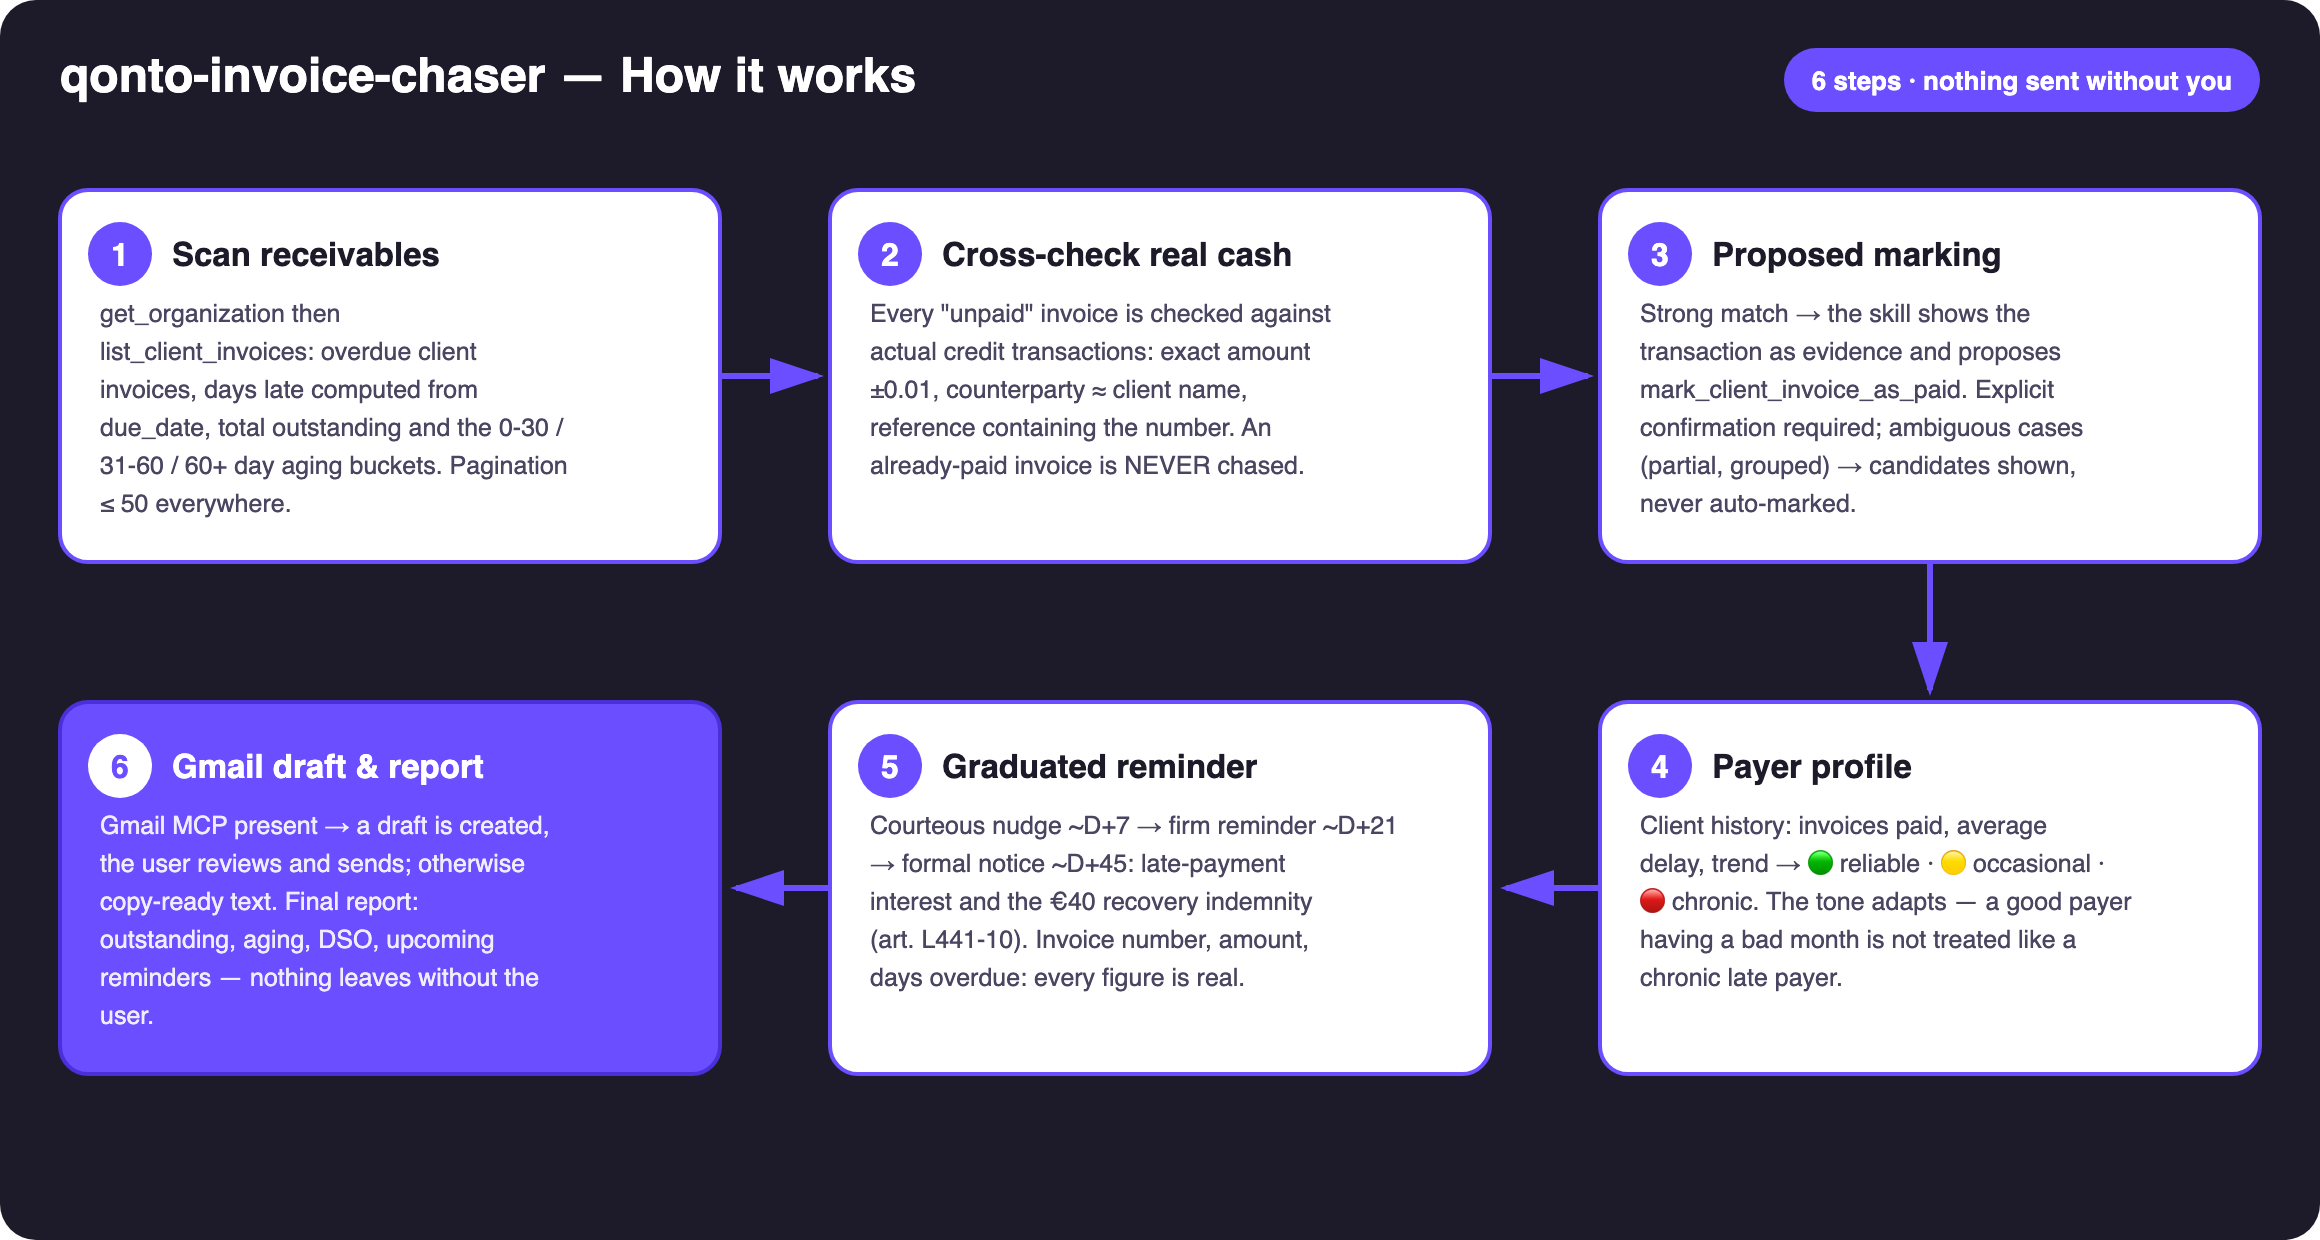 qonto-invoice-chaser — How it works
6 steps · nothing sent without you
1
Scan receivables
get_organization then
list_client_invoices: overdue client
invoices, days late computed from
due_date, total outstanding and the 0-30 /
31-60 / 60+ day aging buckets. Pagination
≤ 50 everywhere.
2
Cross-check real cash
Every "unpaid" invoice is checked against
actual credit transactions: exact amount
±0.01, counterparty ≈ client name,
reference containing the number. An
already-paid invoice is NEVER chased.
3
Proposed marking
Strong match → the skill shows the
transaction as evidence and proposes
mark_client_invoice_as_paid. Explicit
confirmation required; ambiguous cases
(partial, grouped) → candidates shown,
never auto-marked.
4
Payer profile
Client history: invoices paid, average
delay, trend → 🟢 reliable · 🟡 occasional ·
🔴 chronic. The tone adapts — a good payer
having a bad month is not treated like a
chronic late payer.
5
Graduated reminder
Courteous nudge ~D+7 → firm reminder ~D+21
→ formal notice ~D+45: late-payment
interest and the €40 recovery indemnity
(art. L441-10). Invoice number, amount,
days overdue: every figure is real.
6
Gmail draft & report
Gmail MCP present → a draft is created,
the user reviews and sends; otherwise
copy-ready text. Final report:
outstanding, aging, DSO, upcoming
reminders — nothing leaves without the
user.